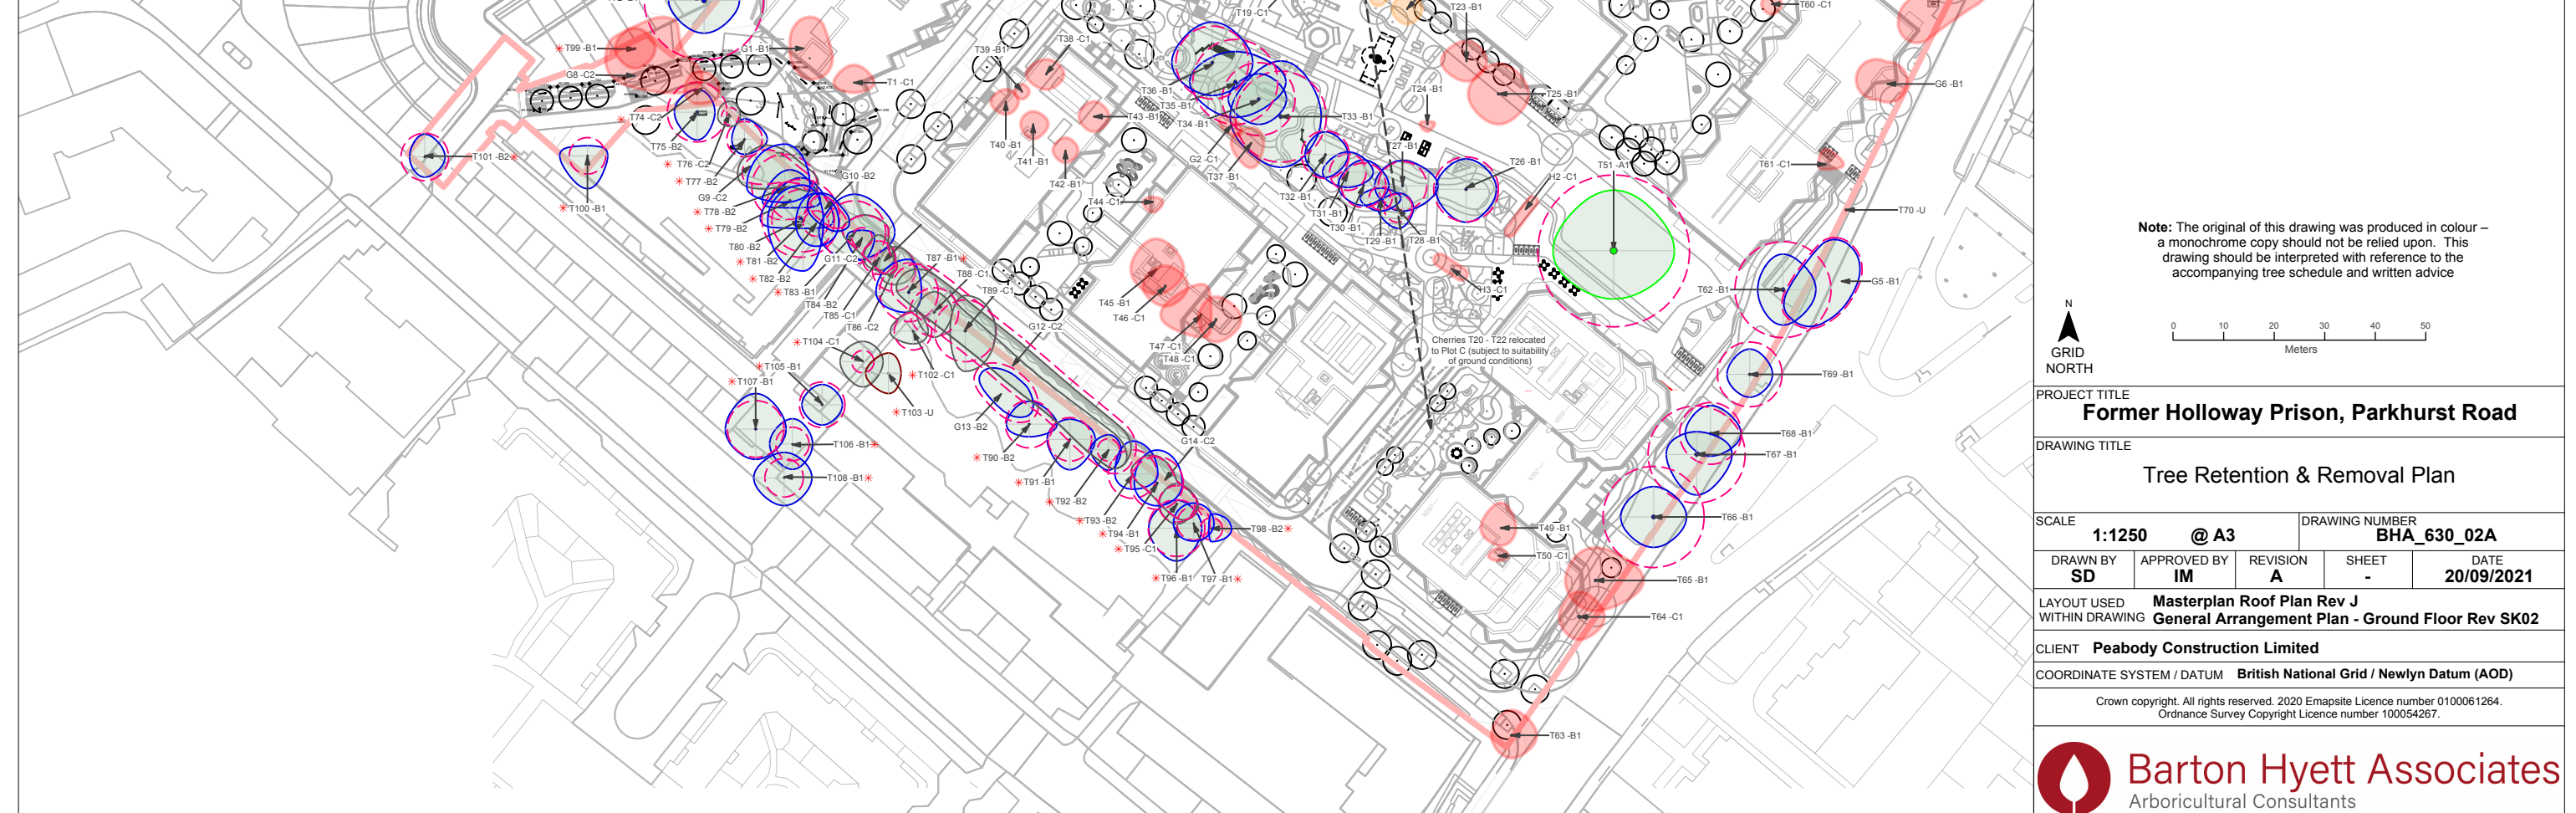 T19 -C1
T23 -B1
T60 -C1
T99 -B1
G1 -B1
T39 -B1
T38 -C1
G8 -C2
T1 -C1
T36 -B1
T24 -B1
T25 -B1
G6 -B1
T35 -B1
T74 -C2
T43 -B1
T34 -B1
T33 -B1
T40 -B1
T41 -B1
T75 -B2
T27 -B1
T101 -B2
T76 -C2
G2 -C1
T26 -B1
T51 -A1
T61 -C1
T77 -B2
G10 -B2
T42 -B1
T37 -B1
H2 -C1
G9 -C2
T44 -C1
T32 -B1
T100 -B1
T78 -B2
T31 -B1
T70 -U
T79 -B2
T30 -B1
T80 -B2
T29 -B1
T28 -B1
T81 -B2
G11 -C2
T87 -B1
T82 -B2
T88 -C1
T83 -B1
T89 -C1
H3 -C1
T62 -B1
G5 -B1
T84 -B2
T45 -B1
T85 -C1
T46 -C1
T86 -C2
G12 -C2
T104 -C1
T47 -C1
T48 -C1
Cherries T20 - T22 relocated
to Plot C (subject to suitability
of ground conditions)
T105 -B1
T102 -C1
T107 -B1
T69 -B1
T103 -U
G13 -B2
T106 -B1
G14 -C2
T68 -B1
T90 -B2
T67 -B1
T108 -B1
T91 -B1
T92 -B2
T93 -B2
T98 -B2
T66 -B1
T94 -B1
T49 -B1
T95 -C1
T50 -C1
T96 -B1
T97 -B1
T65 -B1
T64 -C1
T63 -B1
Note: The original of this drawing was produced in colour –
a monochrome copy should not be relied upon. This
drawing should be interpreted with reference to the
accompanying tree schedule and written advice
N
GRID
NORTH
0 10 20 30 40 50
Meters
PROJECT TITLE
Former Holloway Prison, Parkhurst Road
DRAWING TITLE
Tree Retention & Removal Plan
SCALE
1:1250 @ A3
DRAWING NUMBER
BHA_630_02A
DRAWN BY
SD
APPROVED BY
IM
REVISION
A
SHEET
-
DATE
20/09/2021
LAYOUT USED
WITHIN DRAWING
Masterplan Roof Plan Rev J
General Arrangement Plan - Ground Floor Rev SK02
CLIENT Peabody Construction Limited
COORDINATE SYSTEM / DATUM British National Grid / Newlyn Datum (AOD)
Crown copyright. All rights reserved. 2020 Emapsite Licence number 0100061264.
Ordnance Survey Copyright Licence number 100054267.
Barton Hyett Associates
Arboricultural Consultants